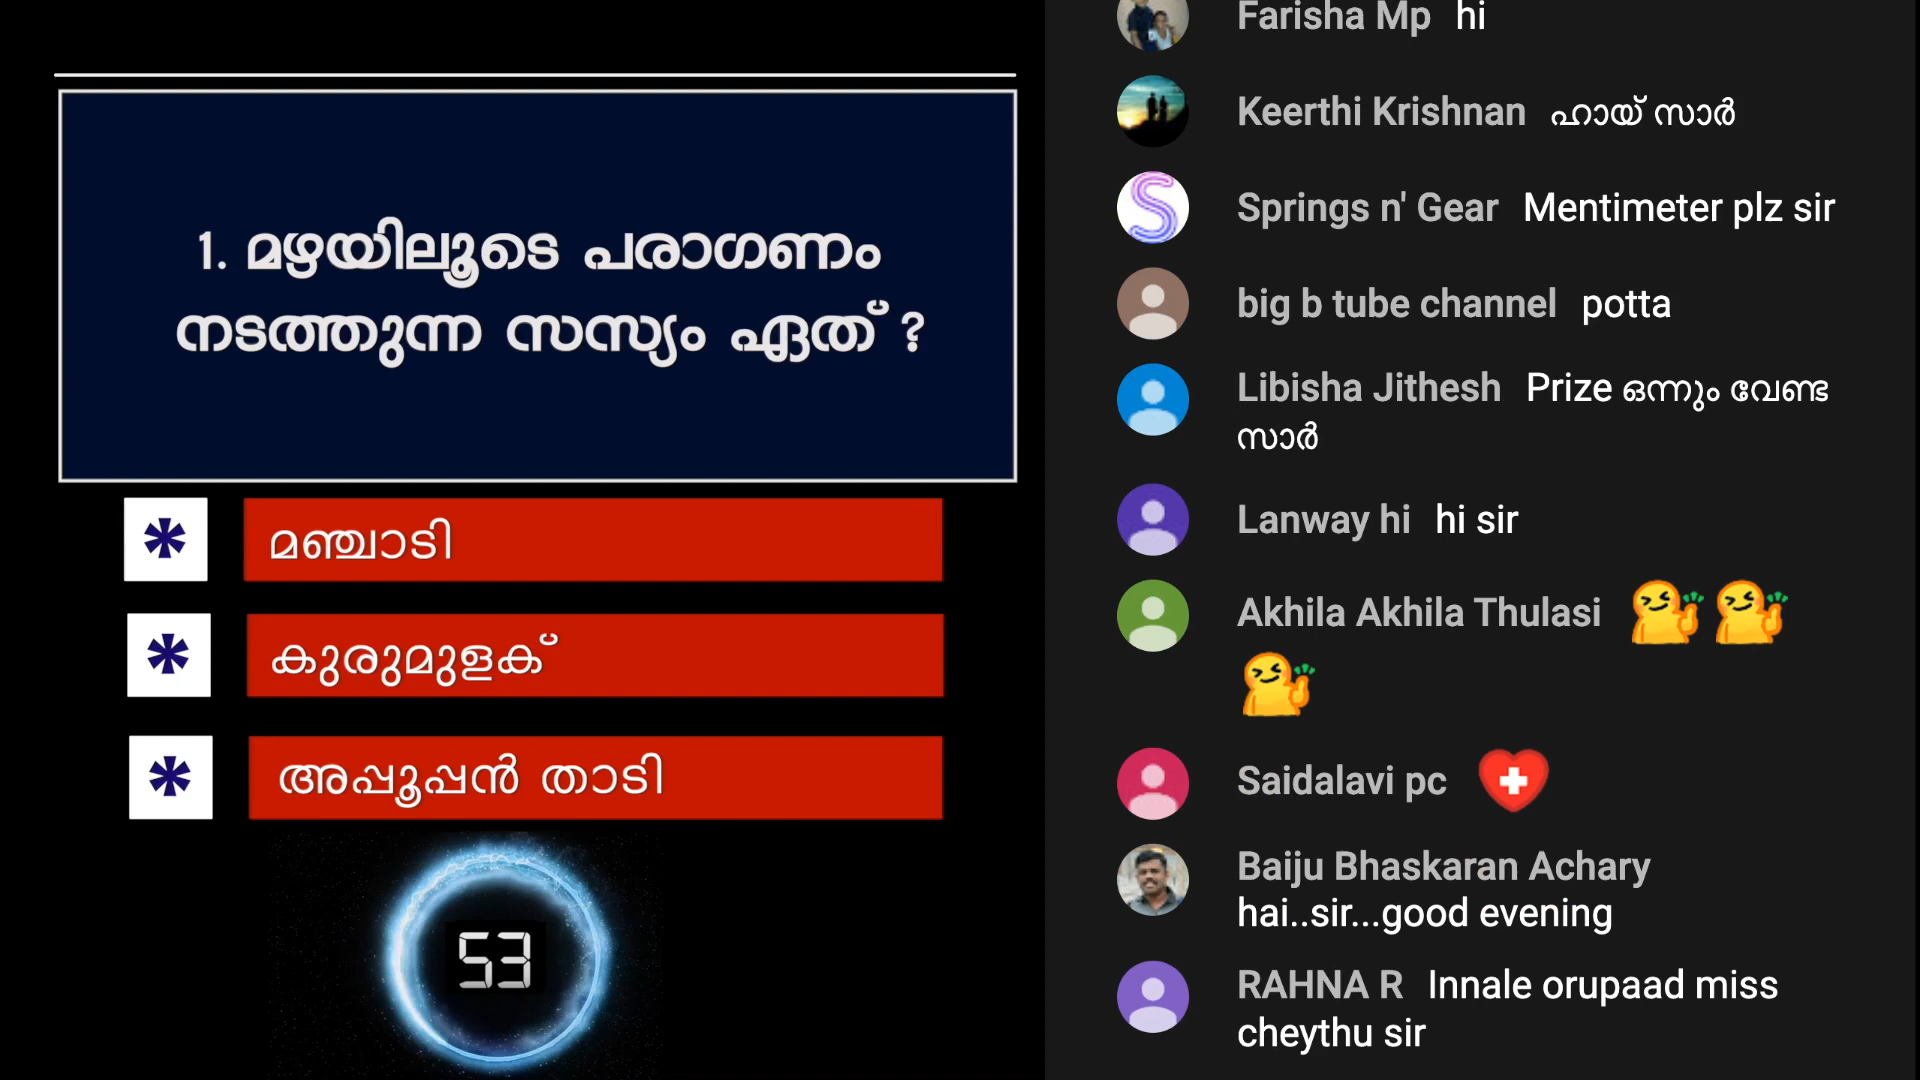 1. മഴയിലൂടെ പരാഗണം
നടത്തുന്ന സസ്യം ഏത് ?
* മഞ്ചാടി
* കുരുമുളക്
* അപ്പൂപ്പൻ താടി
53
Farisha Mp hi
Keerthi Krishnan ഹായ് സാർ
Springs n' Gear Mentimeter plz sir
big b tube channel potta
Libisha Jithesh Prize ഒന്നും വേണ്ട
സാർ
Lanway hi hi sir
Akhila Akhila Thulasi
Saidalavi pc
Baiju Bhaskaran Achary
hai..sir...good evening
RAHNA R Innale orupaad miss
cheythu sir